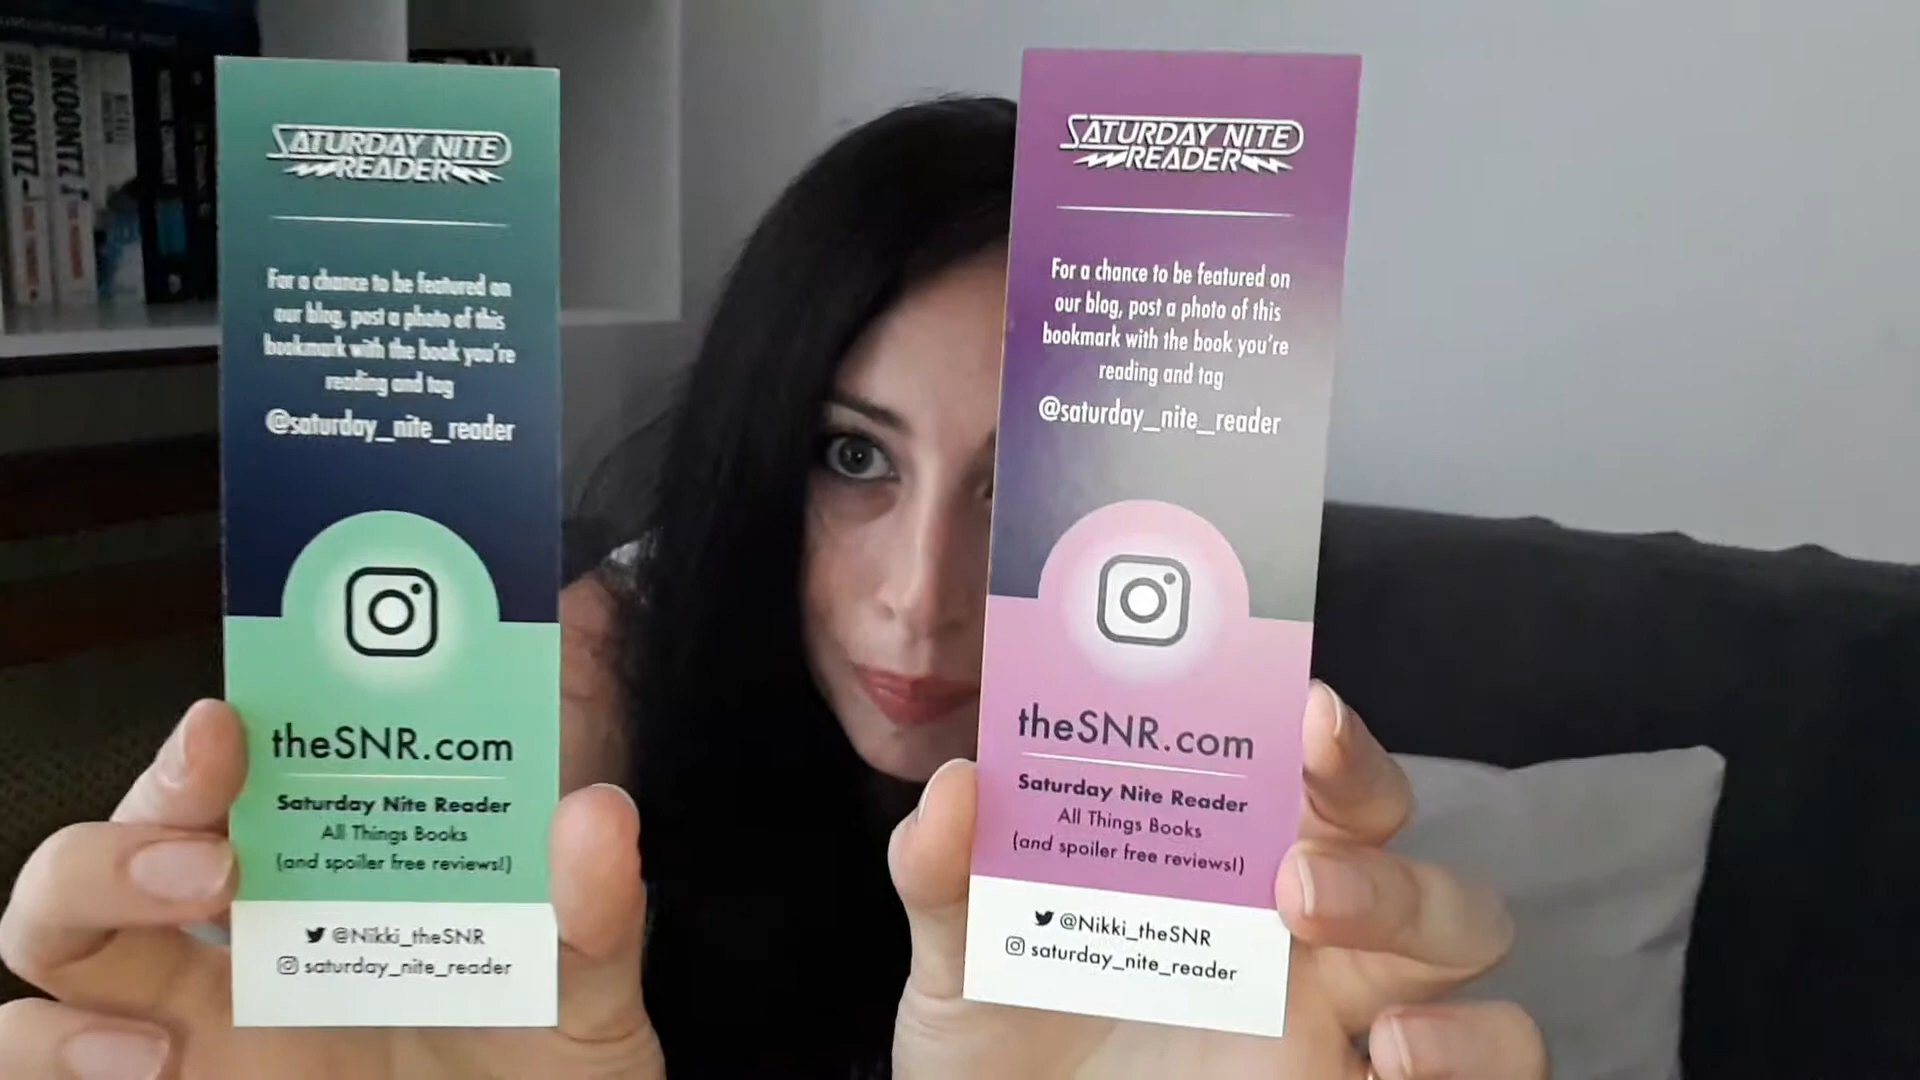 KOONTZ
KOONTZ
SATURDAY NITE
READER
For a chance to be featured on
our blog, post a photo of this
bookmark with the book you're
reading and tag
@saturday_nite_reader
theSNR.com
Saturday Nite Reader
All Things Books
(and spoiler free reviews!)
@Nikki_theSNR
saturday_nite_reader
SATURDAY NITE
READER
For a chance to be featured on
our blog, post a photo of this
bookmark with the book you're
reading and tag
@saturday_nite_reader
theSNR.com
Saturday Nite Reader
All Things Books
(and spoiler free reviews!)
@Nikki_theSNR
saturday_nite_reader